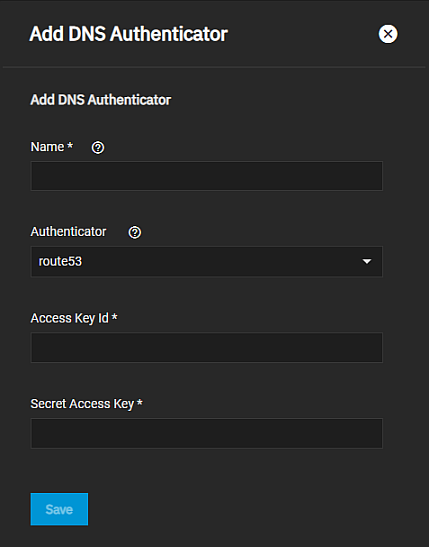 Add DNS Authenticator
Add DNS Authenticator
Name *
Authenticator
route53
Access Key Id *
Secret Access Key *
Save